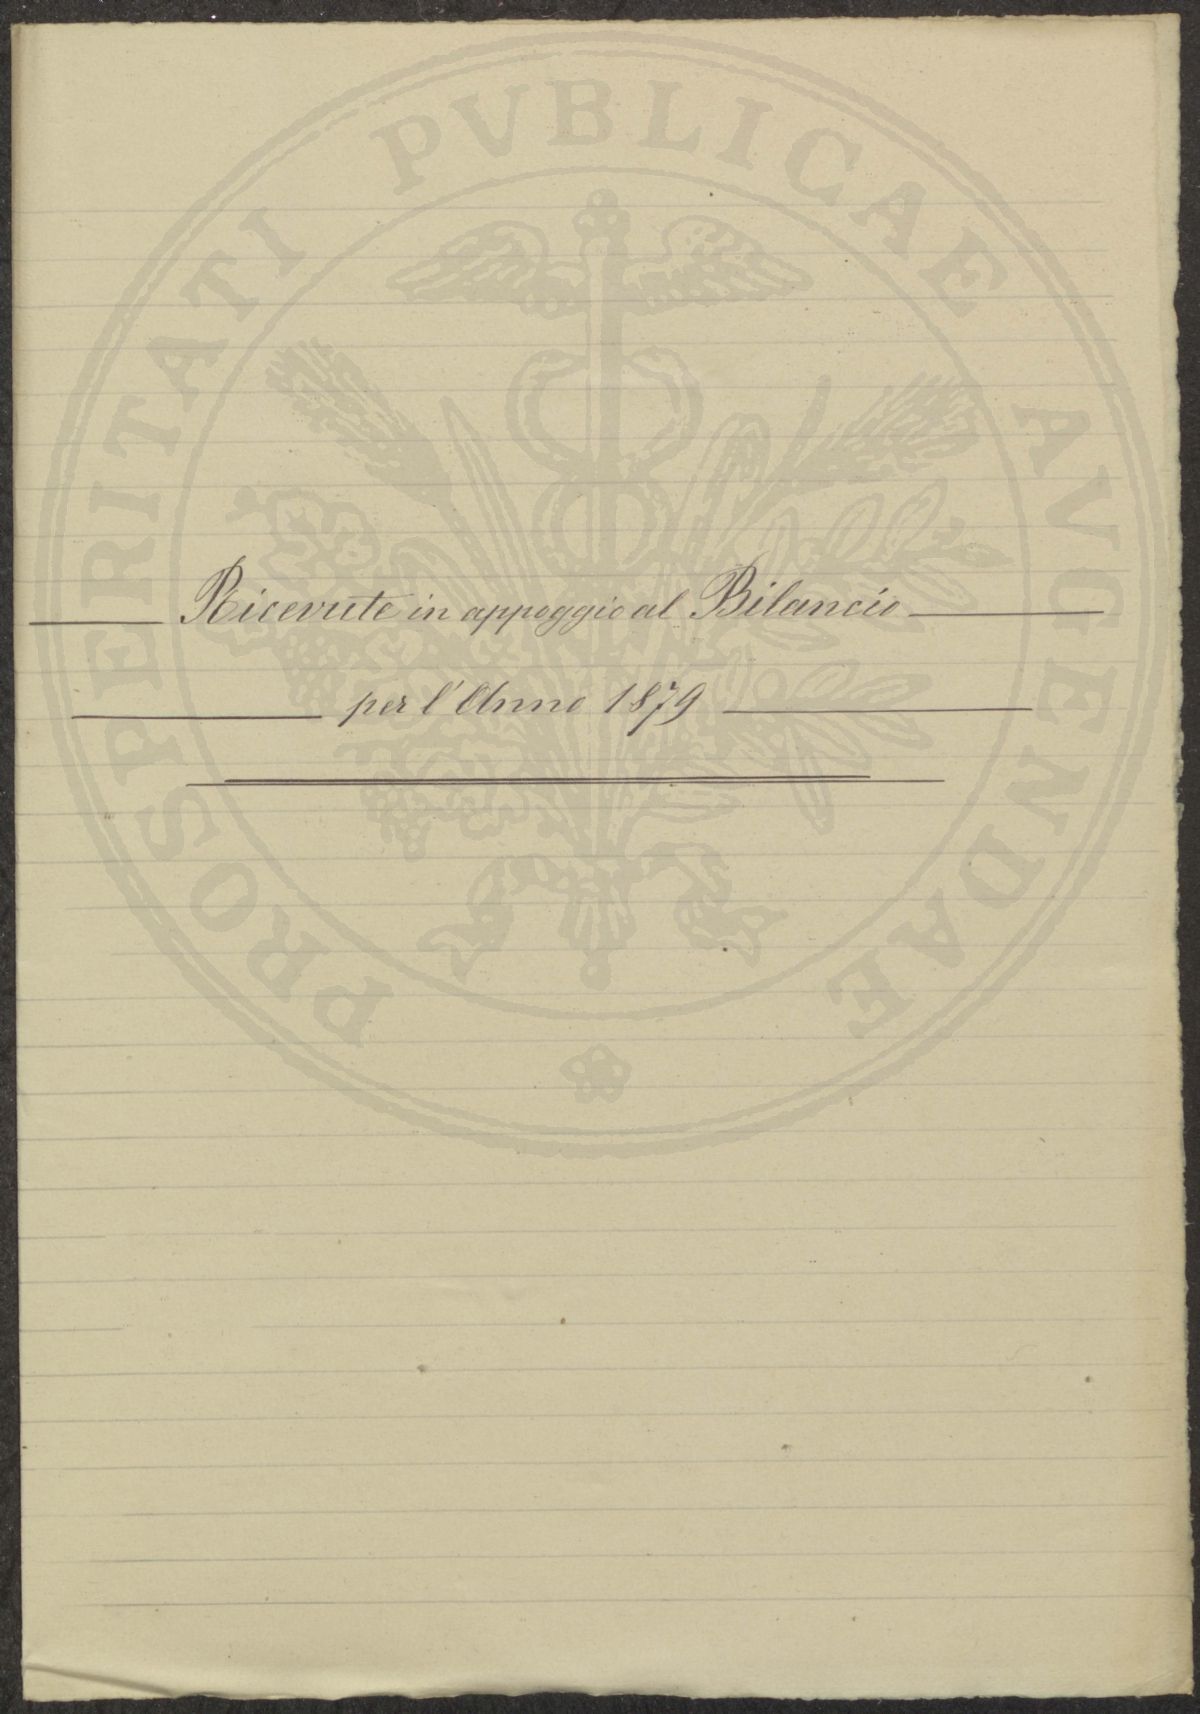 PROSPERITATI PVBLICAE AVGENDAE
Ricevute in appoggio al Bilancio
per l'Anno 1879